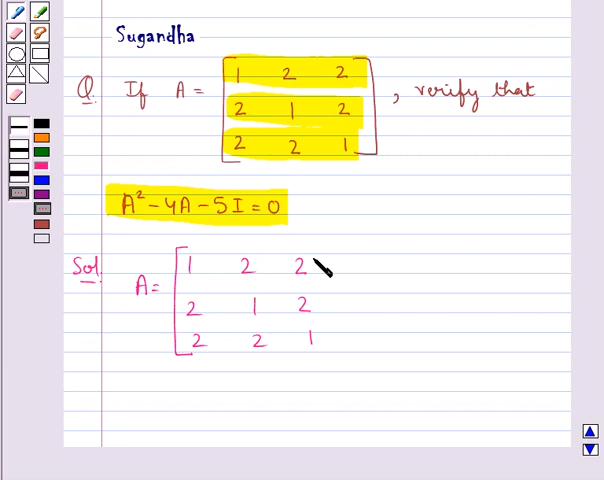 Sugandha
Q. If A = [1 2 2
2 1 2
2 2 1], verify that
A² - 4A - 5I = 0
Sol. A = [1 2 2
2 1 2
2 2 1